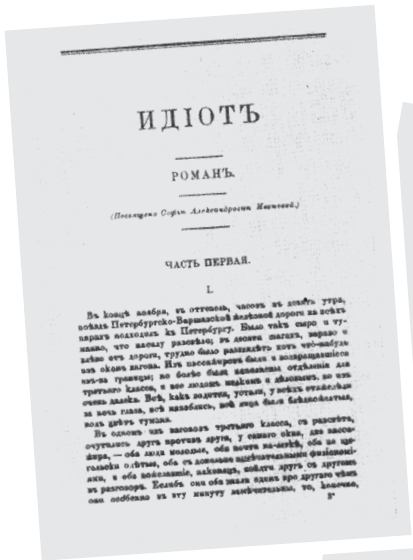 ИДІОТЪ
РОМАНЪ.
(Посвящено Софьѣ Александровнѣ Ивановой.)
ЧАСТЬ ПЕРВАЯ.
I.
Въ концѣ ноября, въ оттепель, часовъ въ девять утра,
поѣздъ Петербургско-Варшавской желѣзной дороги на всѣхъ
парахъ подходилъ къ Петербургу. Было такъ сыро и ту-
манно, что насилу разсвѣло; въ десяти шагахъ, вправо и
влѣво отъ дороги, трудно было разглядѣть хоть что-нибудь
изъ оконъ вагона. Изъ пассажировъ были и возвращавшіеся
изъ-за границы; но болѣе были наполнены отдѣленія для
третьяго класса, и все людомъ мелкимъ и дѣловымъ, не изъ
очень далека. Всѣ, какъ водится, устали, у всѣхъ отяжелѣли
за ночь глаза, всѣ назяблись, всѣ лица были блѣдножелтыя,
подъ цвѣтъ тумана.
Въ одномъ изъ вагоновъ третьяго класса, съ разсвѣта,
очутились другъ противъ друга, у самаго окна, два пасса-
жира, — оба люди молодые, оба почти налегкѣ, оба не ще-
гольски одѣтые, оба съ довольно замѣчательными физіономі-
ями, и оба пожелавшіе, наконецъ, войдти другъ съ другомъ
въ разговоръ. Еслибъ они оба знали одинъ про другаго чѣмъ
они особенно въ эту минуту замѣчательны, то, конечно,